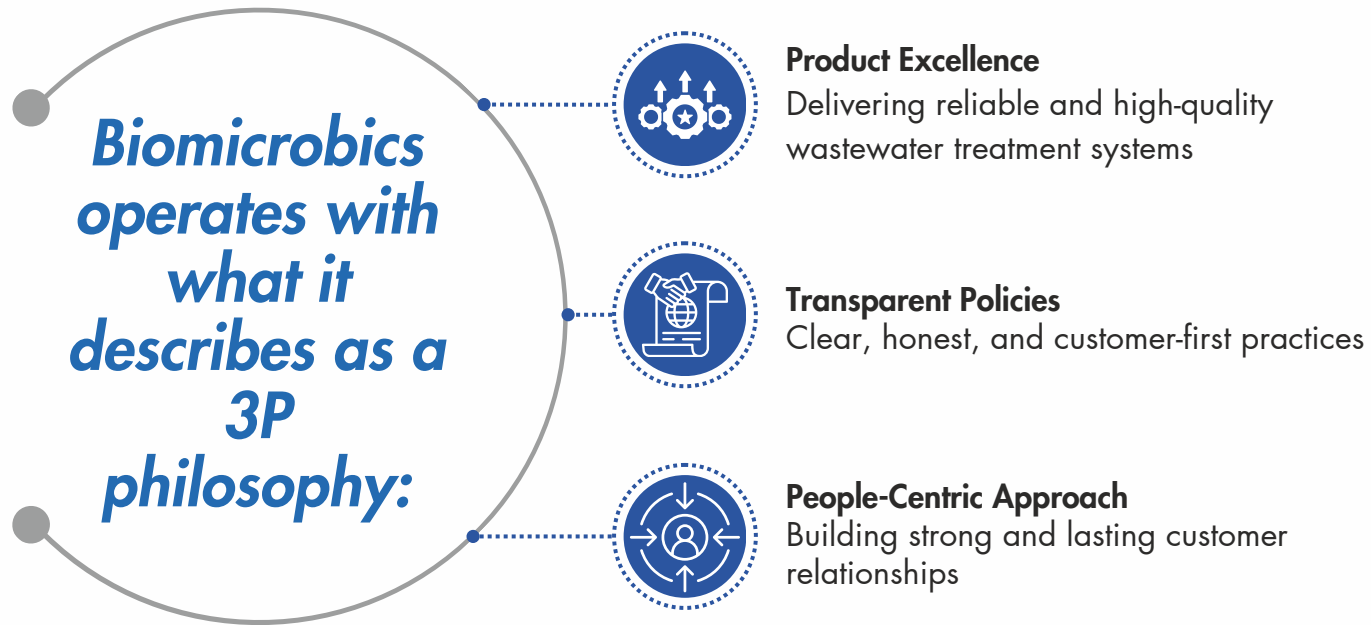 Biomicrobics
operates with
what it
describes as a
3P
philosophy:
Product Excellence
Delivering reliable and high-quality
wastewater treatment systems
Transparent Policies
Clear, honest, and customer-first practices
People-Centric Approach
Building strong and lasting customer
relationships